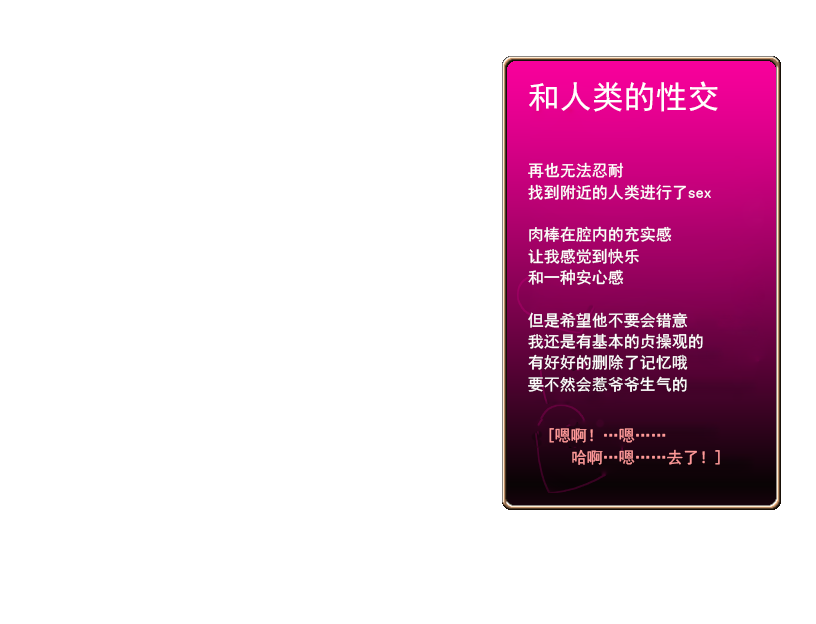 和人类的性交
再也无法忍耐
找到附近的人类进行了sex
肉棒在腔内的充实感
让我感觉到快乐
和一种安心感
但是希望他不要会错意
我还是有基本的贞操观的
有好好的删除了记忆哦
要不然会惹爷爷生气的
[嗯啊！…嗯……
哈啊…嗯……去了！]